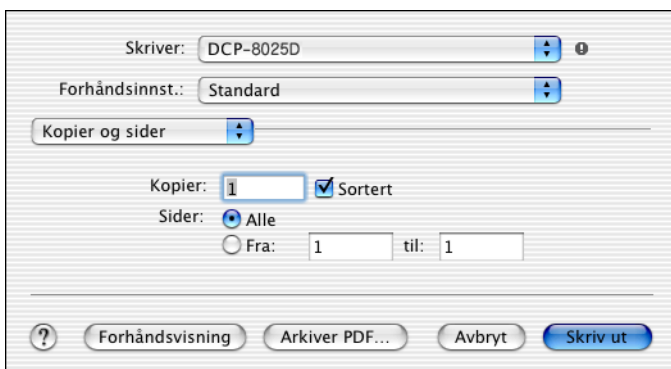 Skriver: DCP-8025D
Forhåndsinnst.: Standard
Kopier og sider
Kopier: 1 Sortert
Sider: Alle
Fra: 1 til: 1
? Forhåndsvisning Arkiver PDF... Avbryt Skriv ut